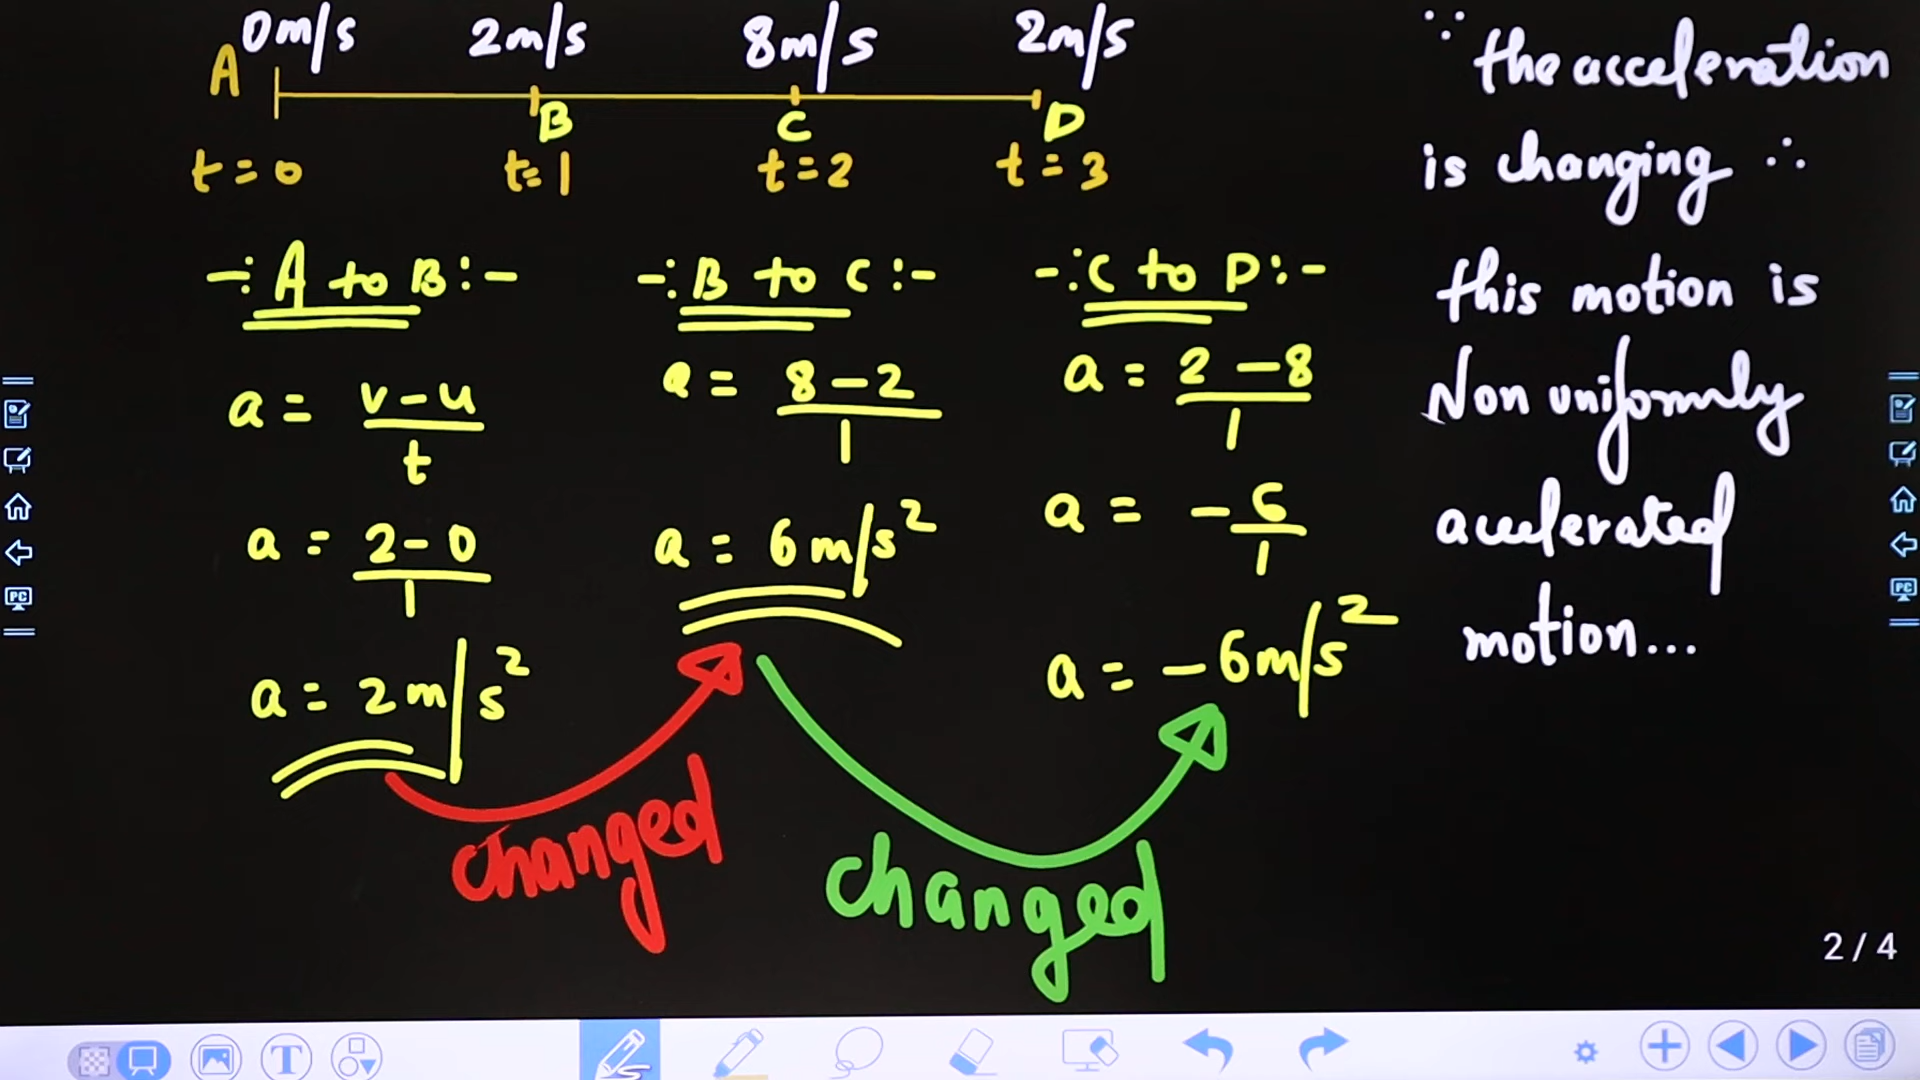 0m/s 2m/s 8m/s 2m/s
A B C D
t=0 t=1 t=2 t=3
-:A to B:-
a = v-u
t
a = 2-0
1
a = 2m/s²
-:B to C:-
a = 8-2
1
a = 6m/s²
-:C to D:-
a = 2-8
1
a = -6
1
a = -6m/s²
changed
changed
∵ the acceleration
is changing ∴
this motion is
Non uniformly
accelerated
motion...
2 / 4
PC
PC
T